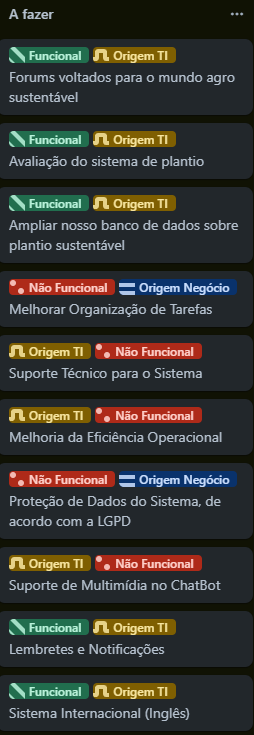 A fazer
Funcional Origem TI
Forums voltados para o mundo agro
sustentável
Funcional Origem TI
Avaliação do sistema de plantio
Funcional Origem TI
Ampliar nosso banco de dados sobre
plantio sustentável
Não Funcional Origem Negócio
Melhorar Organização de Tarefas
Origem TI Não Funcional
Suporte Técnico para o Sistema
Origem TI Não Funcional
Melhoria da Eficiência Operacional
Não Funcional Origem Negócio
Proteção de Dados do Sistema, de
acordo com a LGPD
Origem TI Não Funcional
Suporte de Multimídia no ChatBot
Funcional Origem TI
Lembretes e Notificações
Funcional Origem TI
Sistema Internacional (Inglês)